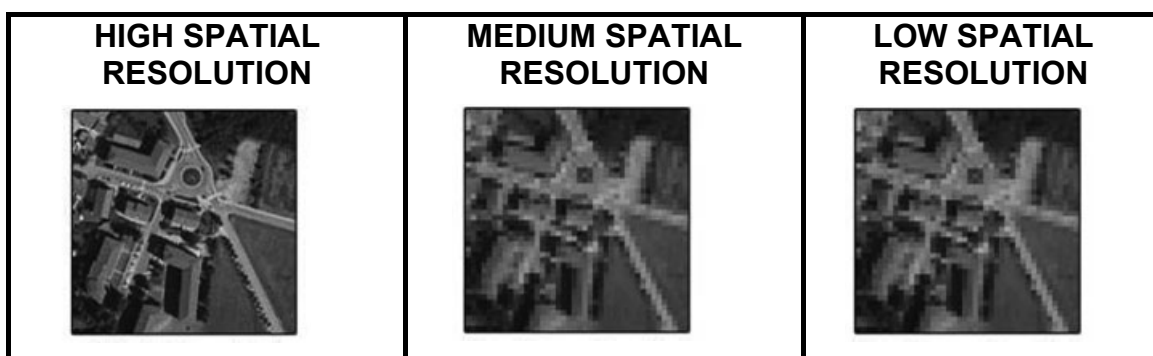 HIGH SPATIAL
RESOLUTION
MEDIUM SPATIAL
RESOLUTION
LOW SPATIAL
RESOLUTION